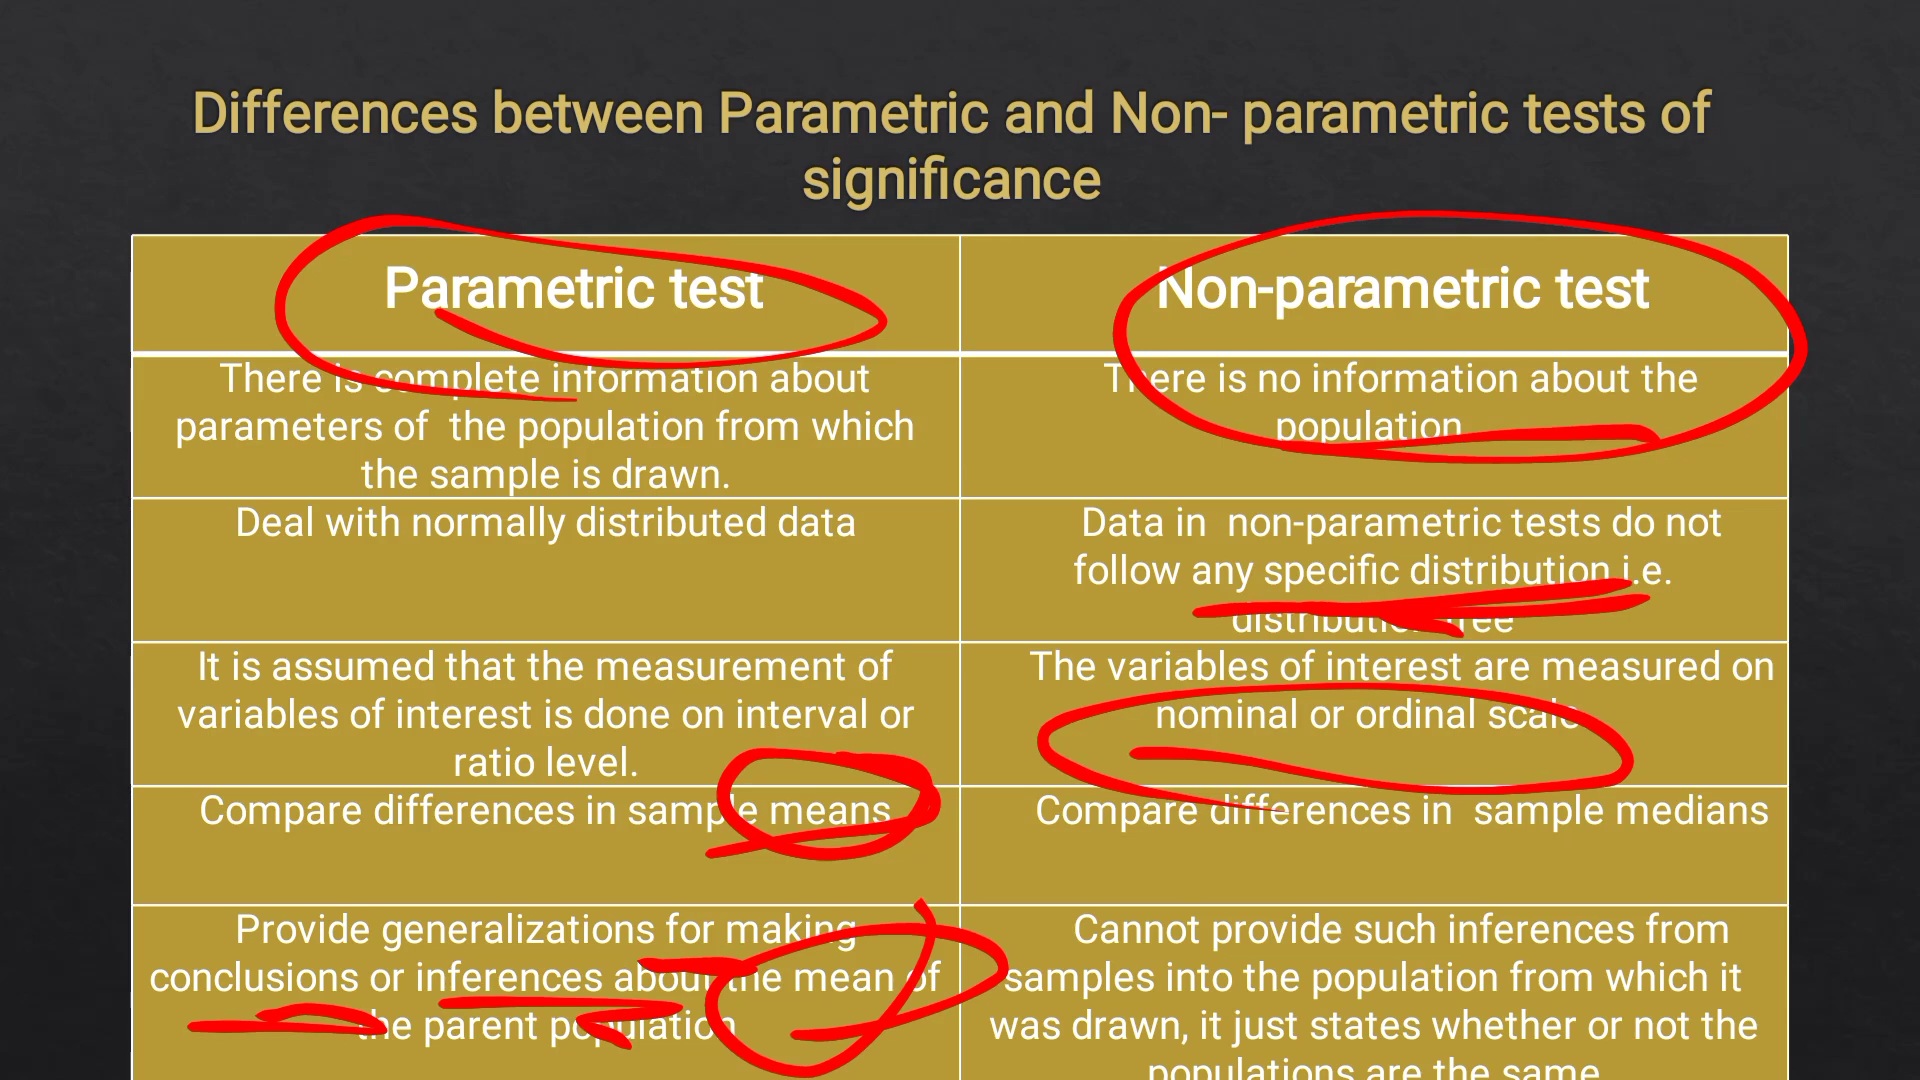 Differences between Parametric and Non- parametric tests of
significance
Parametric test
Non-parametric test
There is complete information about
parameters of  the population from which
the sample is drawn.
There is no information about the
population
Deal with normally distributed data
Data in  non-parametric tests do not
follow any specific distribution i.e.
distribution free
It is assumed that the measurement of
variables of interest is done on interval or
ratio level.
The variables of interest are measured on
nominal or ordinal scale
Compare differences in sample means
Compare differences in  sample medians
Provide generalizations for making
conclusions or inferences about the mean of
the parent population
Cannot provide such inferences from
samples into the population from which it
was drawn, it just states whether or not the
populations are the same